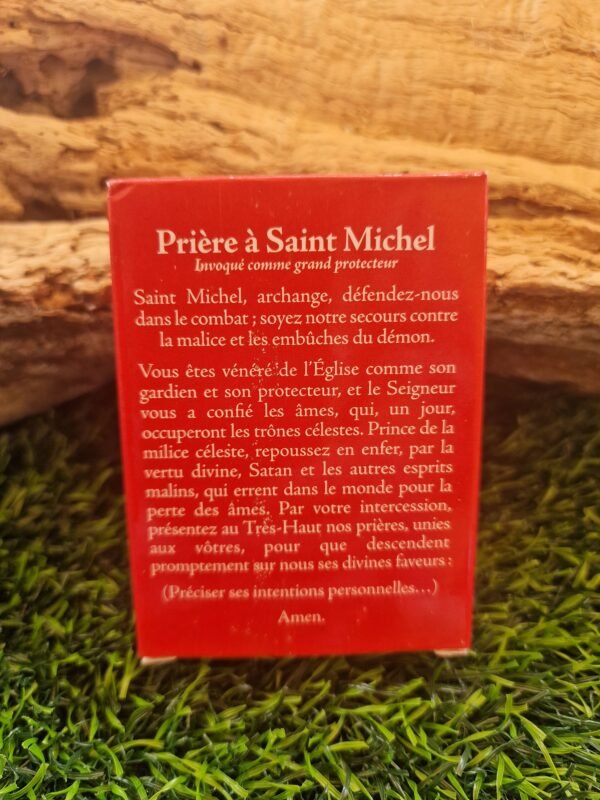 Prière à Saint Michel
Invoqué comme grand protecteur
Saint Michel, archange, défendez-nous
dans le combat ; soyez notre secours contre
la malice et les embûches du démon.
Vous êtes vénéré de l'Église comme son
gardien et son protecteur, et le Seigneur
vous a confié les âmes, qui, un jour,
occuperont les trônes célestes. Prince de la
milice céleste, repoussez en enfer, par la
vertu divine, Satan et les autres esprits
malins, qui errent dans le monde pour la
perte des âmes. Par votre intercession,
présentez au Très-Haut nos prières, unies
aux vôtres, pour que descendent
promptement sur nous ses divines faveurs :
(Préciser ses intentions personnelles...)
Amen.